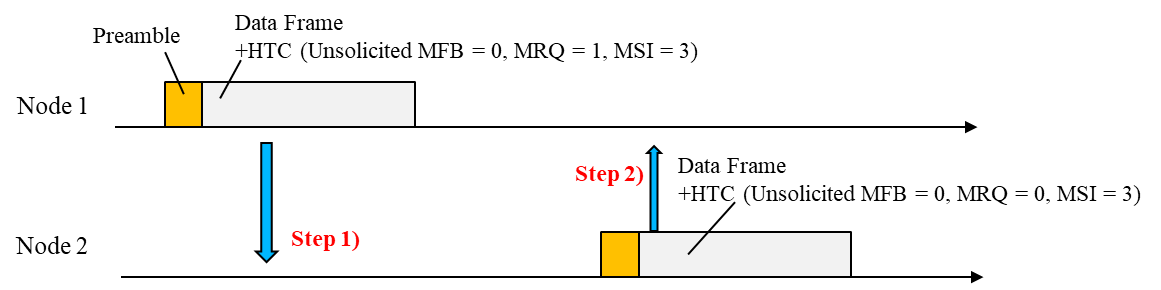 Preamble
Data Frame
+HTC (Unsolicited MFB = 0, MRQ = 1, MSI = 3)
Node 1
Step 1)
Step 2)
Data Frame
+HTC (Unsolicited MFB = 0, MRQ = 0, MSI = 3)
Node 2